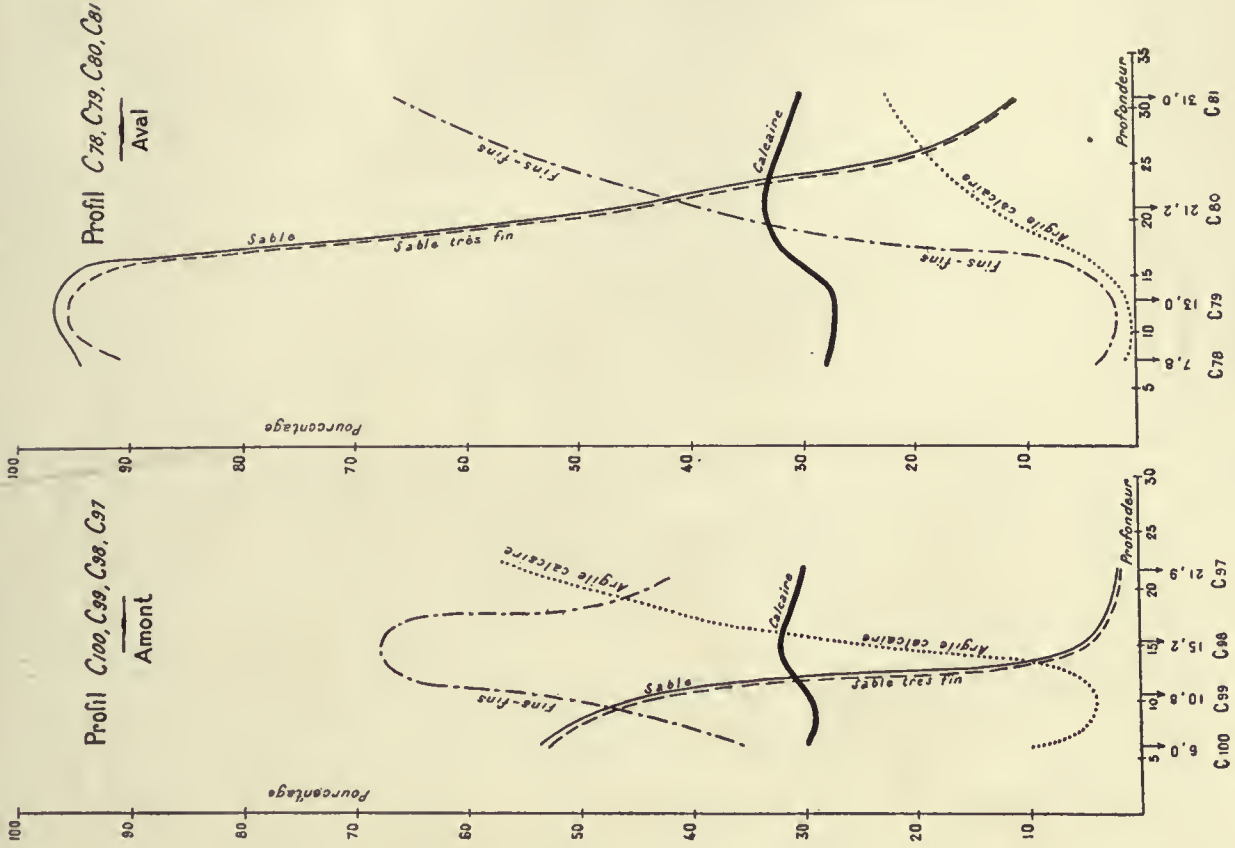 Profil C100, C99, C98, C97
Amont
Pourcentage
100
90
80
70
60
50
40
30
20
10
Fins-fins
Sable
Sable très fin
Calcaire
Argile calcaire
Argile calcaire
Profondeur
5
10
15
20
25
30
6,0
10,8
15,2
21,9
C100
C99
C98
C97
Profil C78, C79, C80, C81
Aval
Pourcentage
100
90
80
70
60
50
40
30
20
10
Sable
Sable très fin
Fins-fins
Fins-fins
Calcaire
Argile calcaire
Profondeur
5
10
15
20
25
30
35
7,8
13,0
21,2
31,0
C78
C79
C80
C81